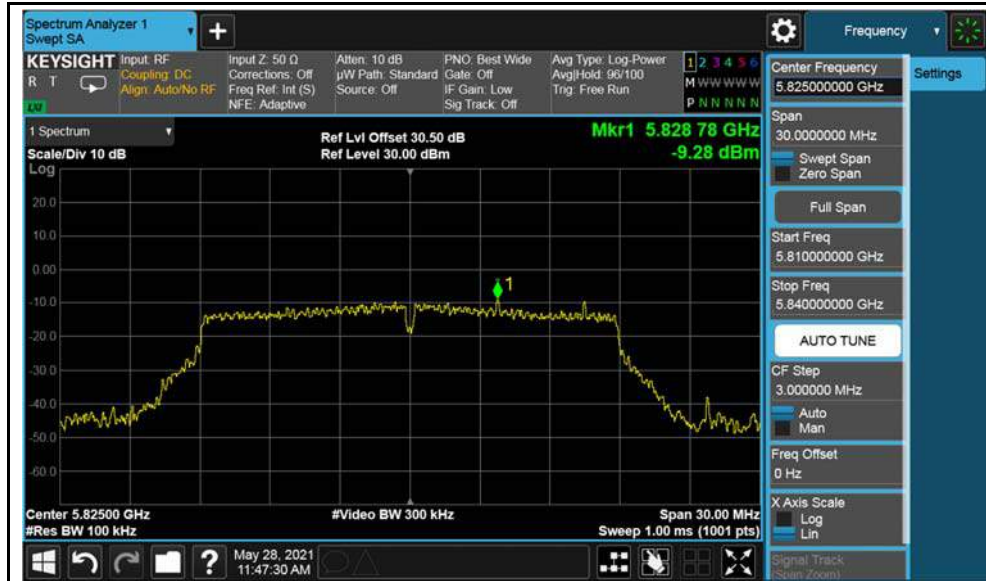 Spectrum Analyzer 1
Swept SA
Frequency
KEYSIGHT
R T
Input: RF
Coupling: DC
Align: Auto/No RF
Input Z: 50 Ω
Corrections: Off
Freq Ref: Int (S)
NFE: Adaptive
Atten: 10 dB
µW Path: Standard
Source: Off
PNO: Best Wide
Gate: Off
IF Gain: Low
Sig Track: Off
Avg Type: Log-Power
Avg|Hold: 96/100
Trig: Free Run
1 2 3 4 5 6
M W W W W W
P N N N N N
1 Spectrum
Scale/Div 10 dB
Log
Ref Lvl Offset 30.50 dB
Ref Level 30.00 dBm
Mkr1 5.828 78 GHz
-9.28 dBm
20.0
10.0
0.00
-10.0
-20.0
-30.0
-40.0
-50.0
-60.0
1
Center 5.82500 GHz
#Res BW 100 kHz
#Video BW 300 kHz
Span 30.00 MHz
Sweep 1.00 ms (1001 pts)
?
May 28, 2021
11:47:30 AM
Center Frequency
5.825000000 GHz
Span
30.0000000 MHz
Swept Span
Zero Span
Full Span
Start Freq
5.810000000 GHz
Stop Freq
5.840000000 GHz
AUTO TUNE
CF Step
3.000000 MHz
Auto
Man
Freq Offset
0 Hz
X Axis Scale
Log
Lin
Signal Track
(Span Zoom)
Settings